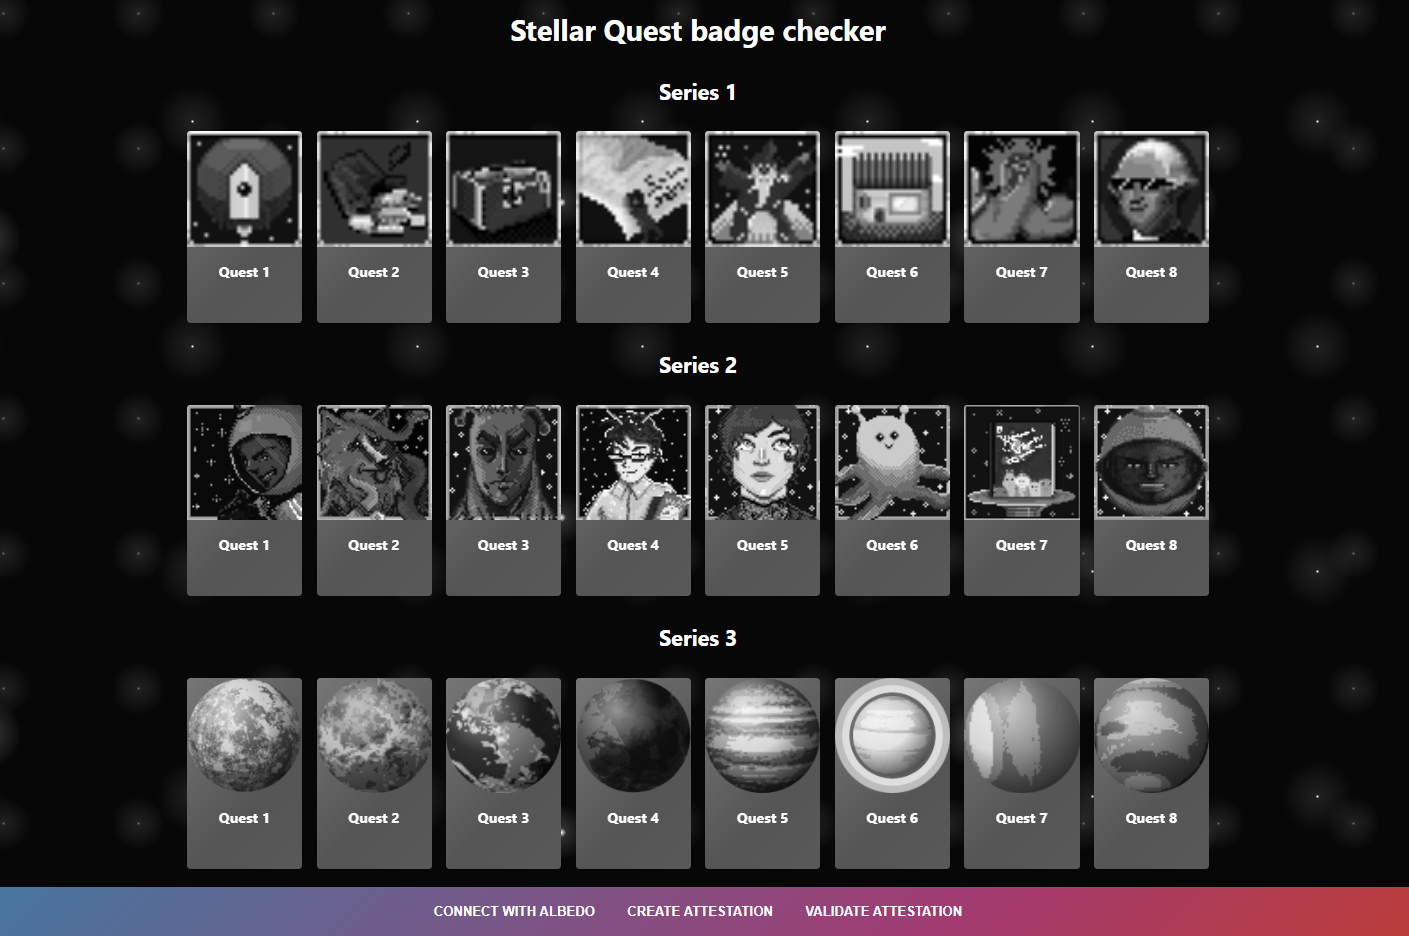 Stellar Quest badge checker
Series 1
Quest 1
Quest 2
Quest 3
Quest 4
Quest 5
Quest 6
Quest 7
Quest 8
Series 2
Quest 1
Quest 2
Quest 3
Quest 4
Quest 5
Quest 6
Quest 7
Quest 8
Series 3
Quest 1
Quest 2
Quest 3
Quest 4
Quest 5
Quest 6
Quest 7
Quest 8
CONNECT WITH ALBEDO
CREATE ATTESTATION
VALIDATE ATTESTATION